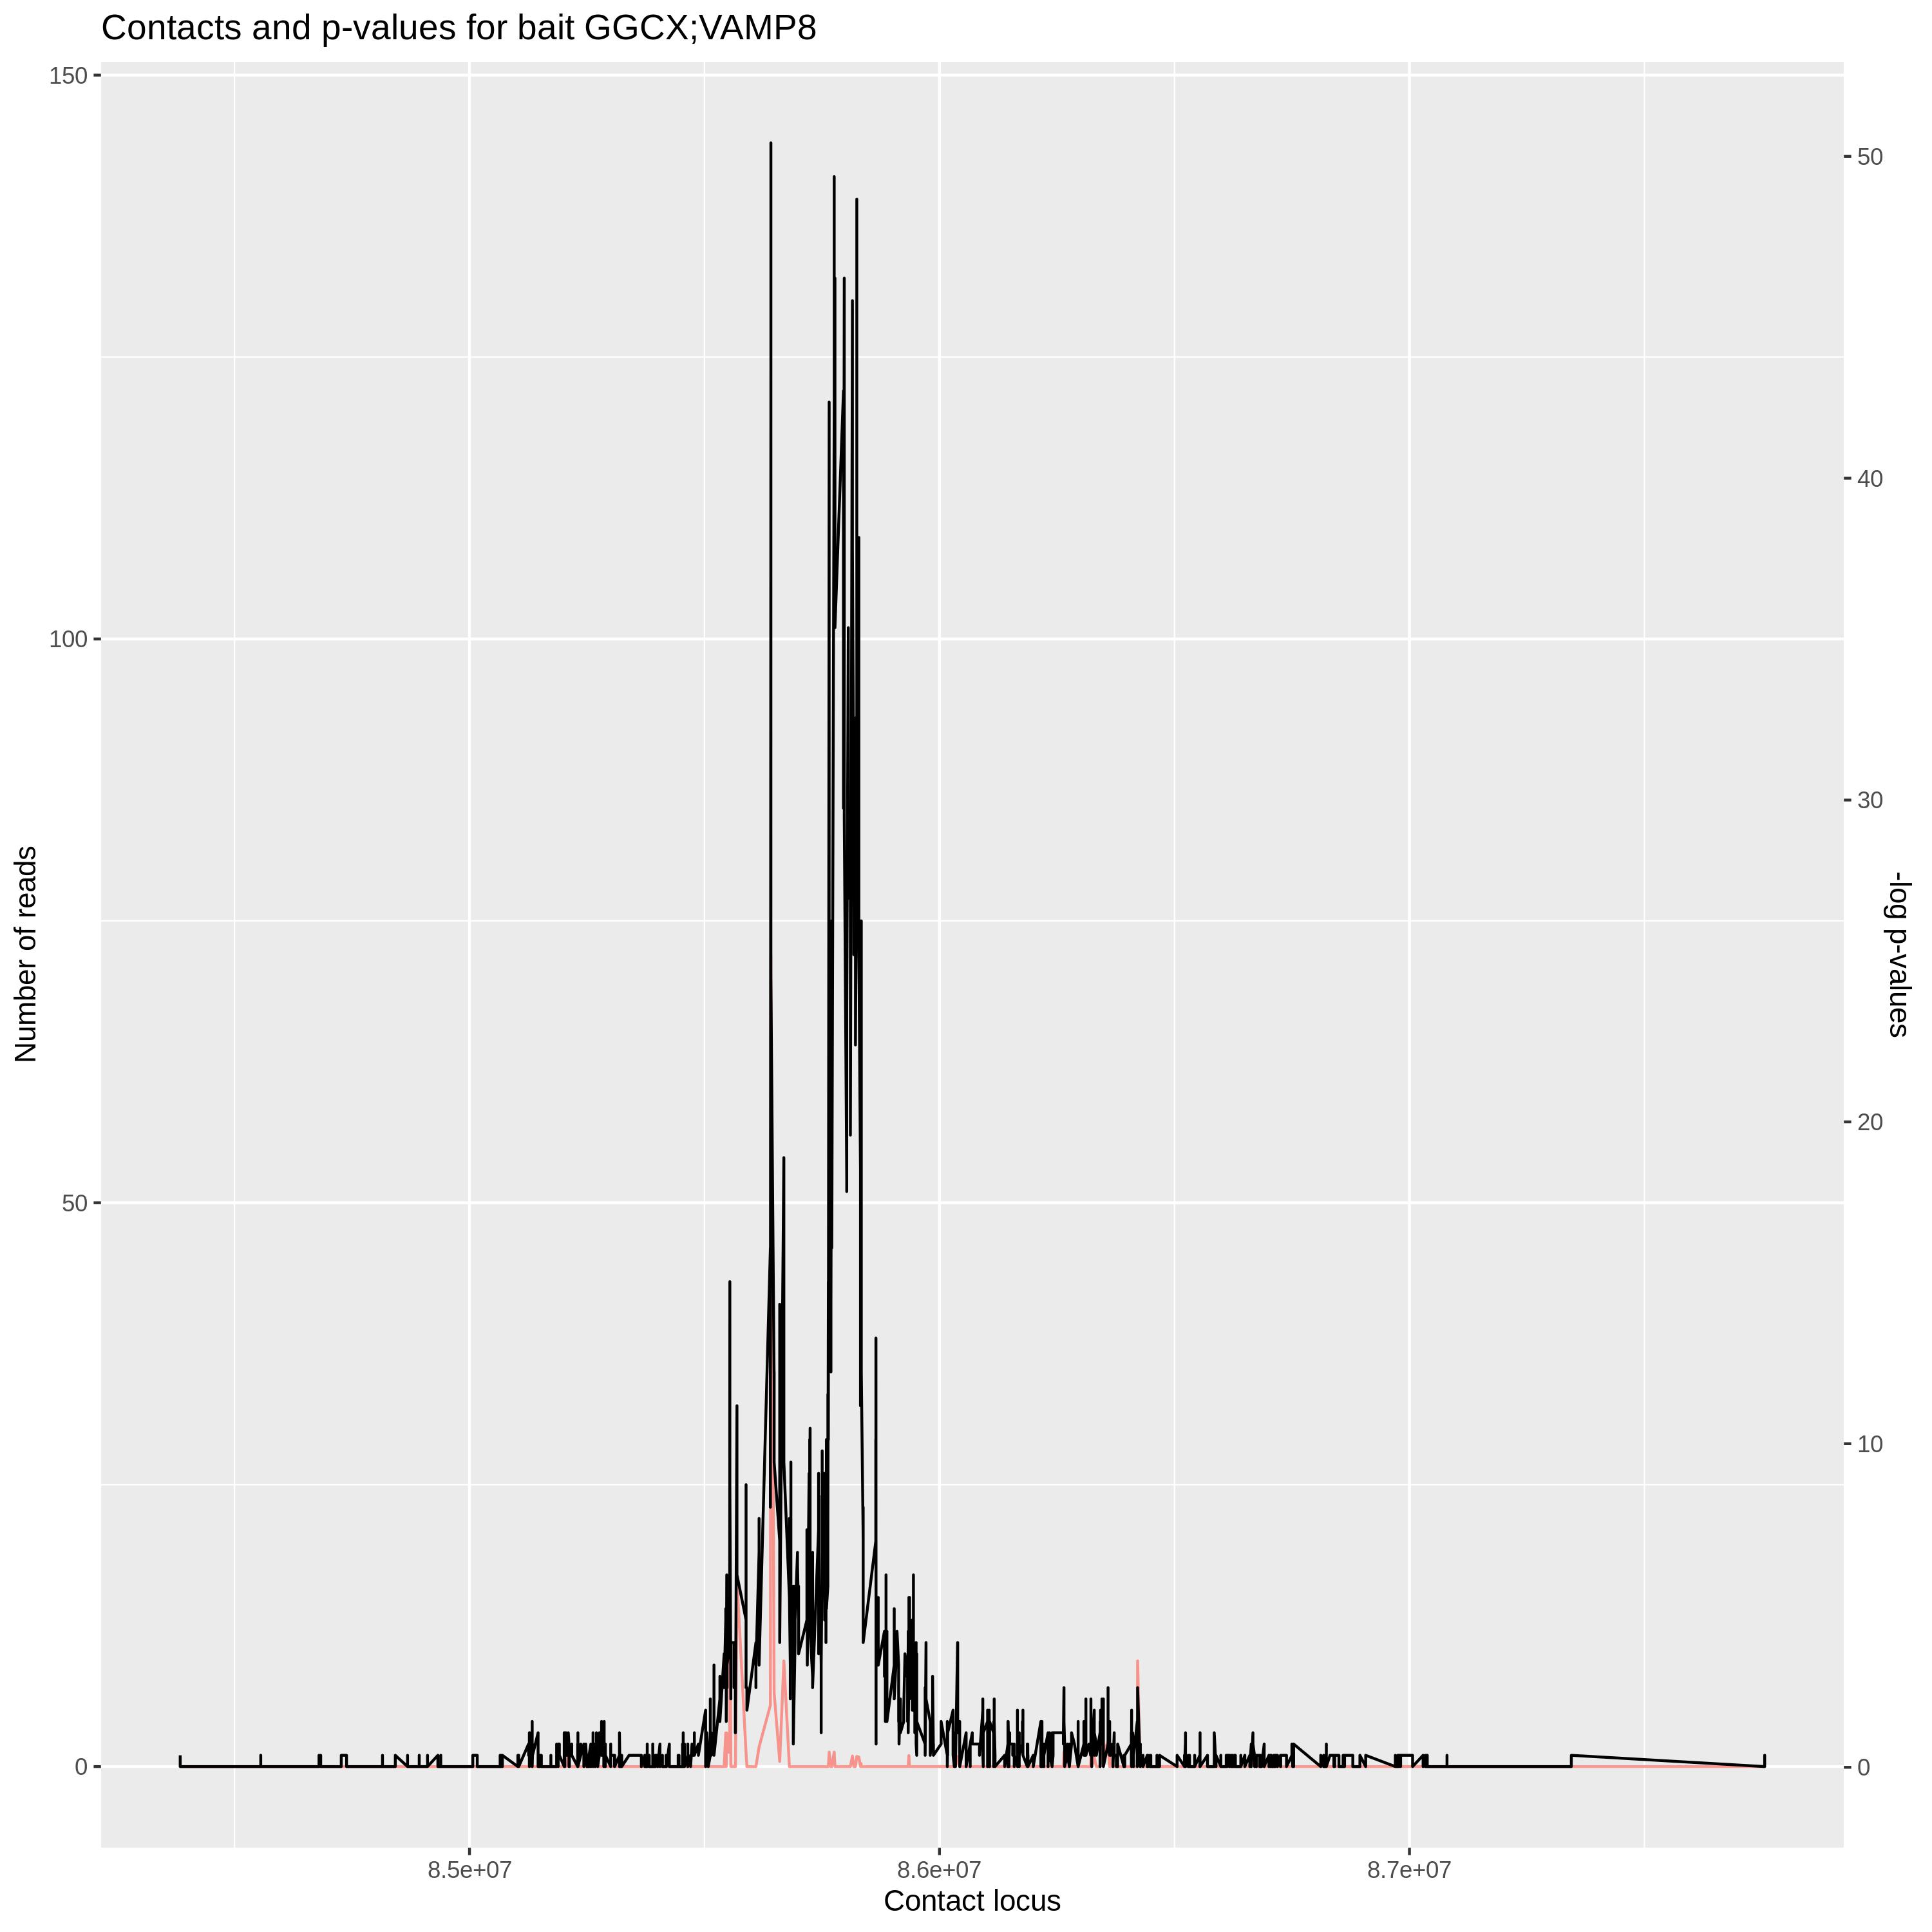 Contacts and p-values for bait GGCX;VAMP8
150
100
50
0
Number of reads
50
40
30
20
10
0
-log p-values
8.5e+07
8.6e+07
8.7e+07
Contact locus